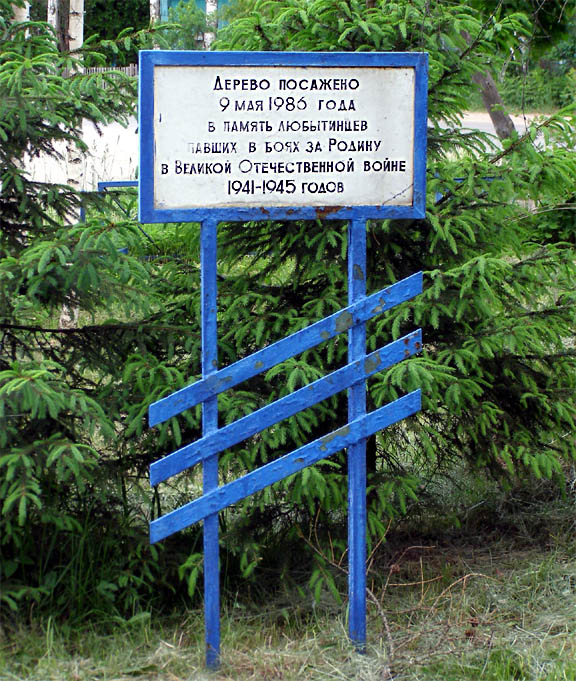 Дерево посажено
9 мая 1986 года
в память любытинцев
павших в боях за Родину
в Великой Отечественной войне
1941-1945 годов